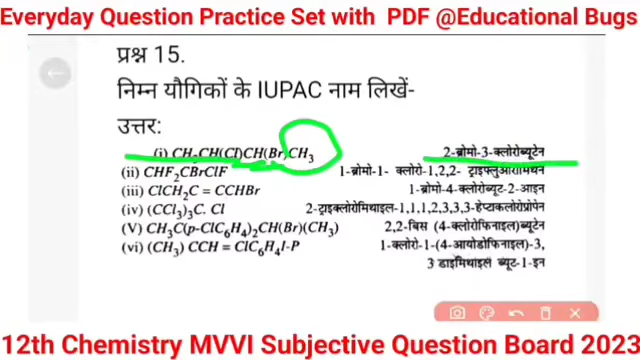 Everyday Question Practice Set with PDF @Educational Bugs
प्रश्न 15.
निम्न यौगिकों के IUPAC नाम लिखें-
उत्तर:
(i) CH₃CH(Cl)CH(Br)CH₃ 2-ब्रोमो-3-क्लोरोब्यूटेन
(ii) CHF₂CBrClF 1-ब्रोमो-1- क्लोरो-1,2,2- ट्राइफ्लुओरोमिथेन
(iii) ClCH₂C = CCHBr 1-ब्रोमो-4-क्लोरोब्यूट-2-आइन
(iv) (CCl₃)₃C. Cl 2-ट्राइक्लोरोमिथाइल-1,1,1,2,3,3,3-हेप्टाक्लोरोप्रोपेन
(V) CH₃C(p-ClC₆H₄)₂CH(Br)(CH₃) 2,2-बिस (4-क्लोरोफिनाइल)ब्यूटेन
(vi) (CH₃) CCH = ClC₆H₄l-P 1-क्लोरो-1-(4-आयोडोफिनाइल)-3,
3 डाइमिथाइल ब्यूट-1-इन
12th Chemistry MVVI Subjective Question Board 2023